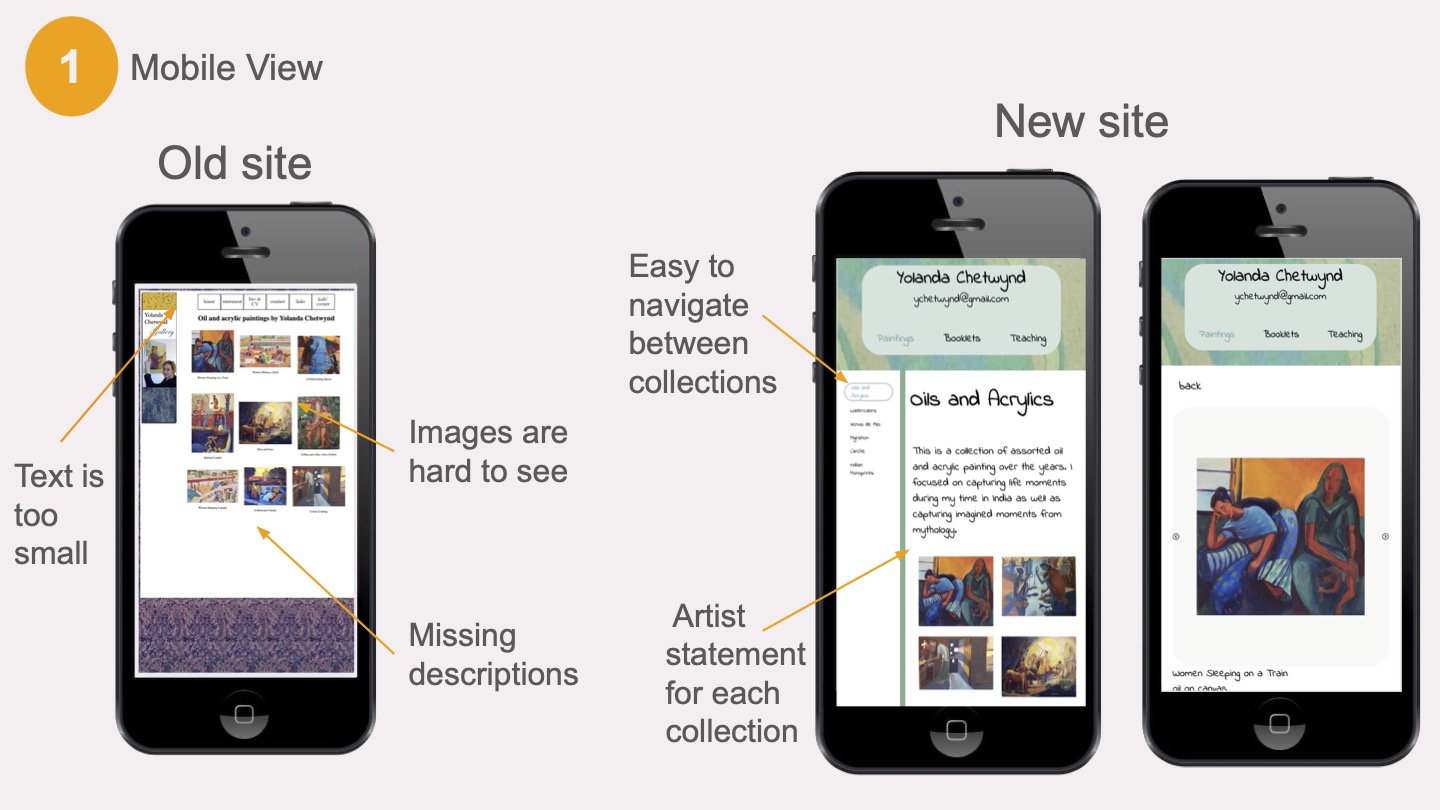 1
Mobile View
Old site
New site
Yolanda
Chetwynd
Gallery
home
statement
bio &
CV
contact
links
kids'
corner
Oil and acrylic paintings by Yolanda Chetwynd
Women Sleeping on a Train
Text is
too
small
Images are
hard to see
Missing
descriptions
Easy to
navigate
between
collections
Artist
statement
for each
collection
Yolanda Chetwynd
ychetwynd@gmail.com
Paintings Booklets Teaching
Oils and
Acrylics
Watercolors
Venus de Milo
Migration
L'Arche
Indian
Monoprints
Oils and Acrylics
This is a collection of assorted oil
and acrylic painting over the years. I
focused on capturing life moments
during my time in India as well as
capturing imagined moments from
mythology.
Yolanda Chetwynd
ychetwynd@gmail.com
Paintings Booklets Teaching
back
Women Sleeping on a Train
oil on canvas